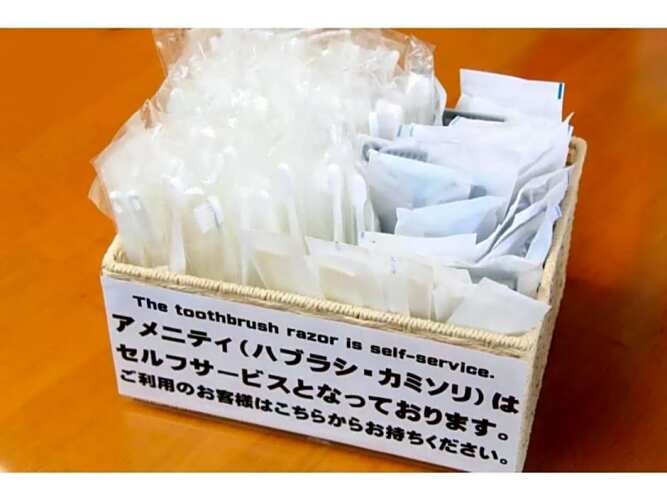 The toothbrush razor is self-service.
アメニティ(ハブラシ・カミソリ)は
セルフサービスとなっております。
ご利用のお客様はこちらからお持ちください。